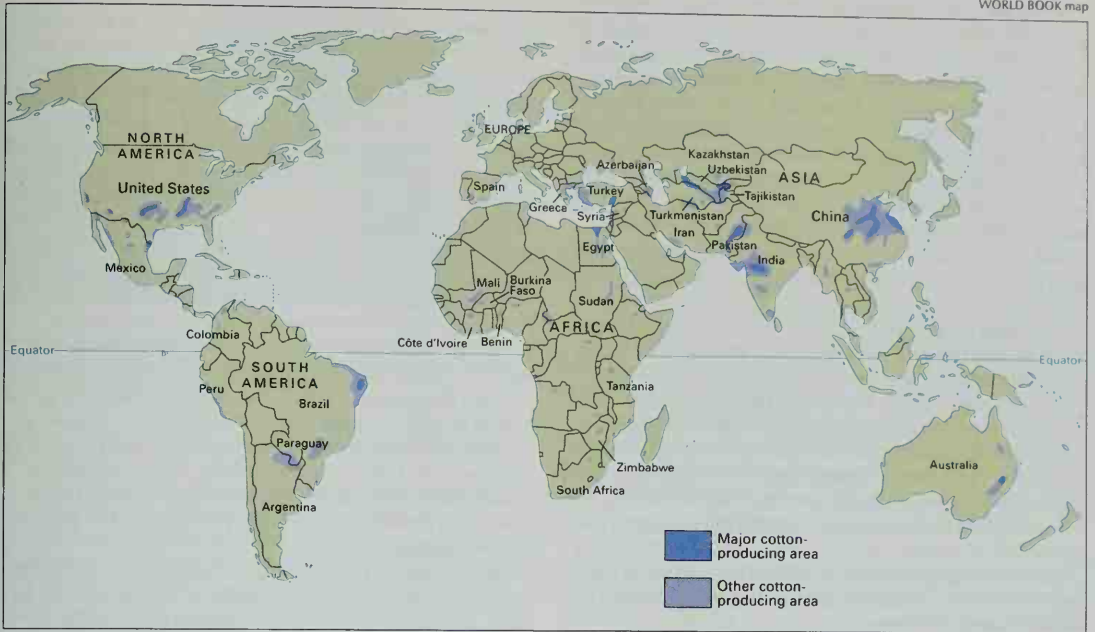 WORLD BOOK map
NORTH
AMERICA
United States
Mexico
Colombia
Equator
Peru
SOUTH
AMERICA
Brazil
Paraguay
Argentina
EUROPE
Spain
Greece
Azerbaijan
Turkey
Syria
Egypt
Mali
Burkina
Faso
Sudan
AFRICA
Côte d'Ivoire
Benin
Tanzania
Zimbabwe
South Africa
Kazakhstan
Uzbekistan
ASIA
Tajikistan
Turkmenistan
Iran
Pakistan
India
China
Equator
Australia
Major cotton-
producing area
Other cotton-
producing area